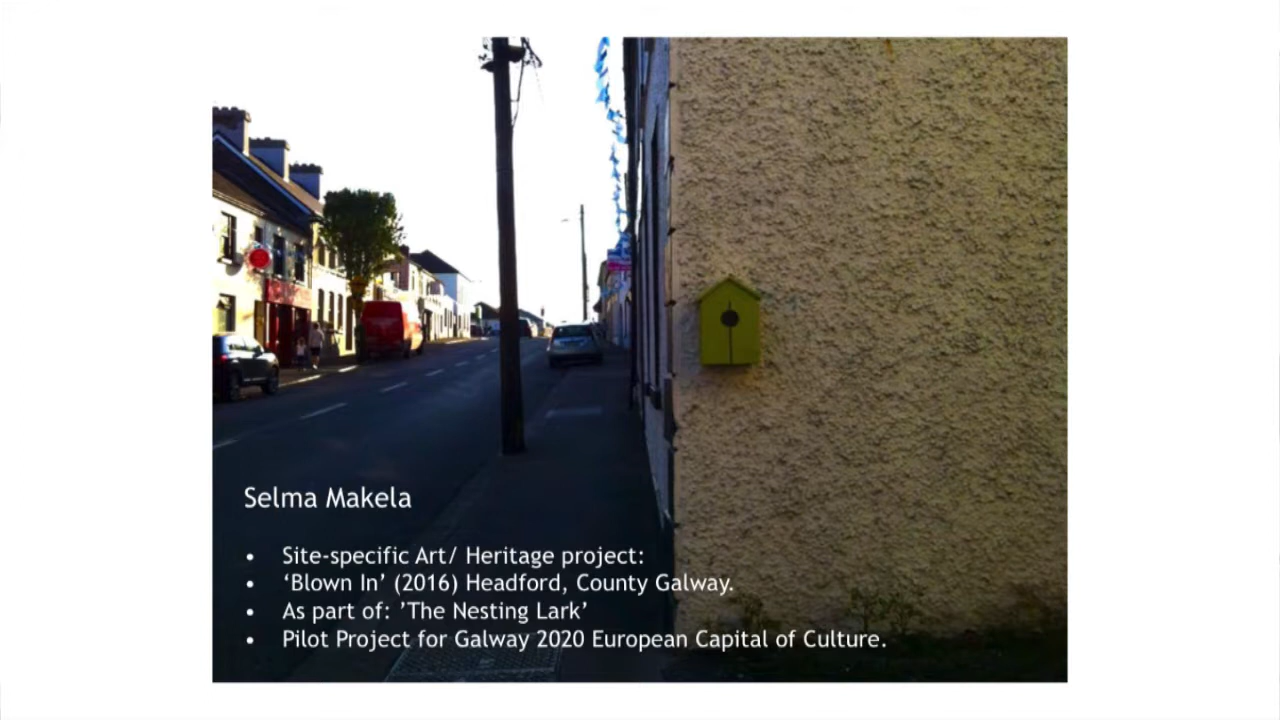 Selma Makela
• Site-specific Art/ Heritage project:
• ‘Blown In’ (2016) Headford, County Galway.
• As part of: ’The Nesting Lark’
• Pilot Project for Galway 2020 European Capital of Culture.